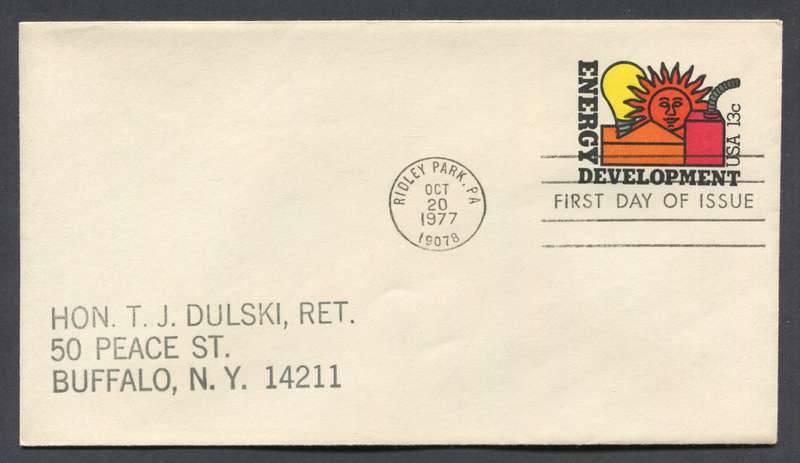 ENERGY
DEVELOPMENT
USA 13c
FIRST DAY OF ISSUE
RIDLEY PARK, PA
OCT
20
1977
19078
HON. T. J. DULSKI, RET.
50 PEACE ST.
BUFFALO, N. Y. 14211